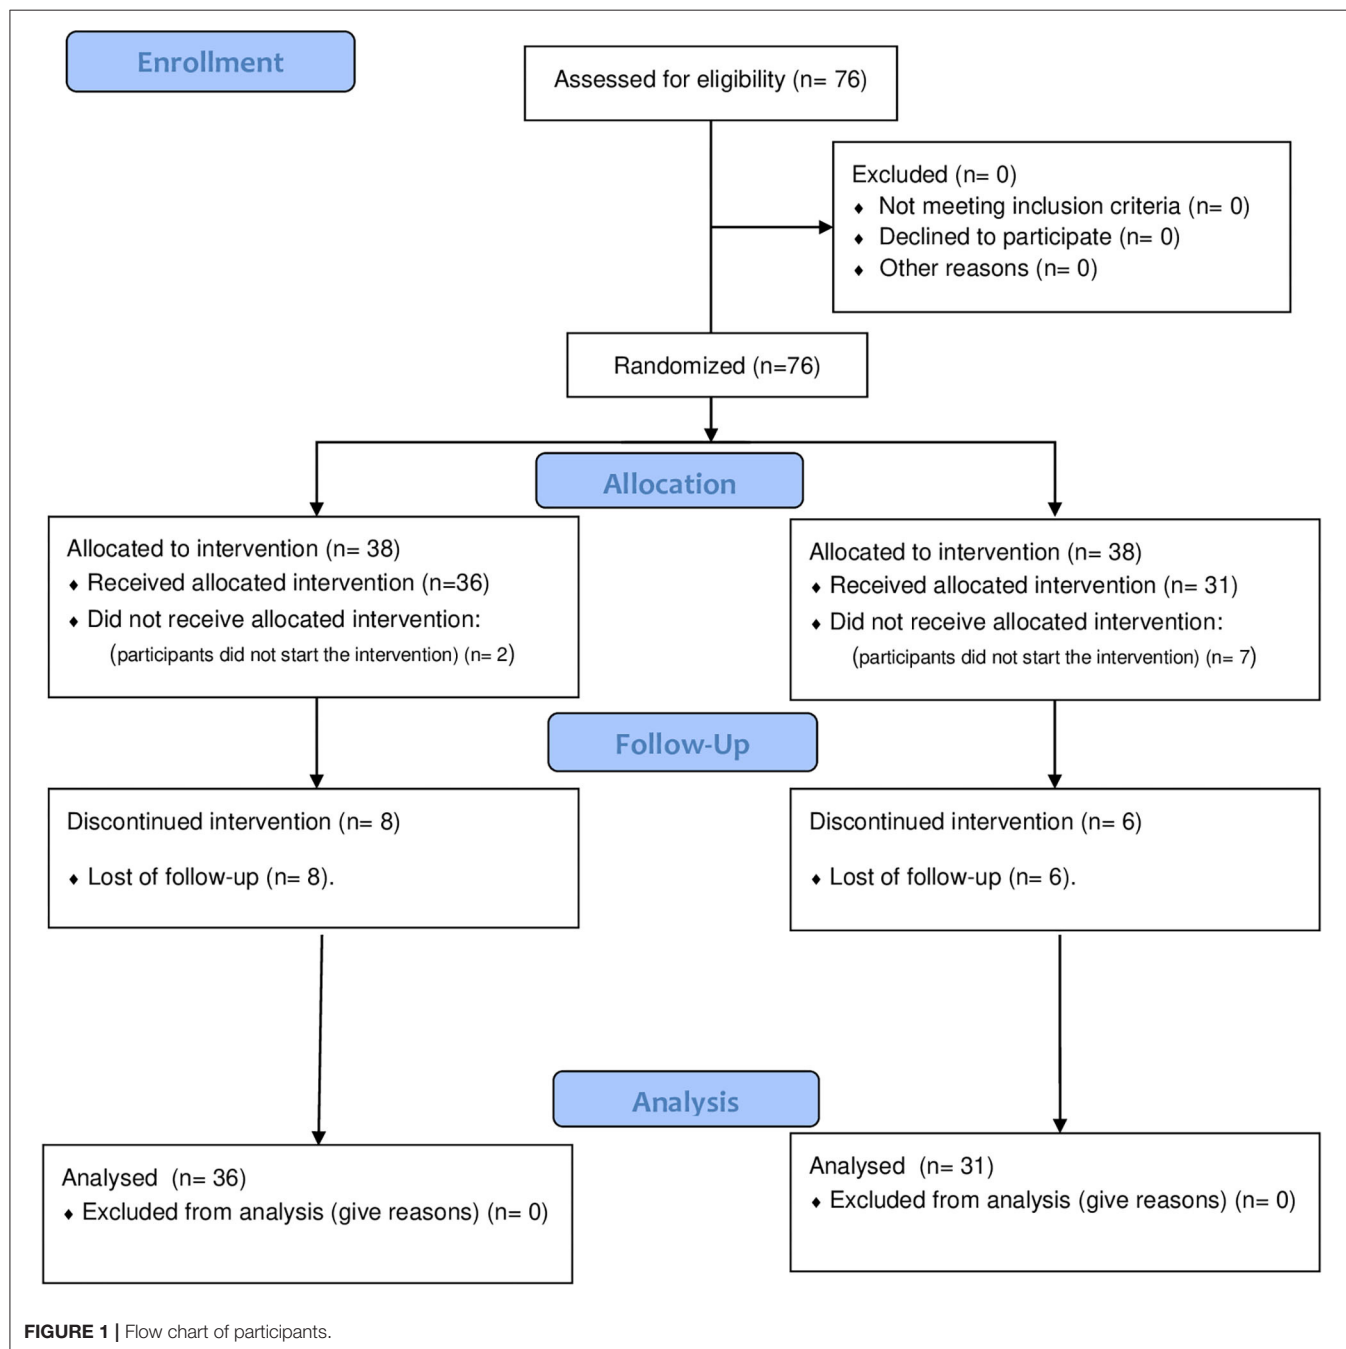 Enrollment
Assessed for eligibility (n= 76)
Excluded (n= 0)
♦ Not meeting inclusion criteria (n= 0)
♦ Declined to participate (n= 0)
♦ Other reasons (n= 0)
Randomized (n=76)
Allocation
Allocated to intervention (n= 38)
♦ Received allocated intervention (n=36)
♦ Did not receive allocated intervention:
(participants did not start the intervention) (n= 2)
Allocated to intervention (n= 38)
♦ Received allocated intervention (n= 31)
♦ Did not receive allocated intervention:
(participants did not start the intervention) (n= 7)
Follow-Up
Discontinued intervention (n= 8)
♦ Lost of follow-up (n= 8).
Discontinued intervention (n= 6)
♦ Lost of follow-up (n= 6).
Analysis
Analysed (n= 36)
♦ Excluded from analysis (give reasons) (n= 0)
Analysed (n= 31)
♦ Excluded from analysis (give reasons) (n= 0)
FIGURE 1 | Flow chart of participants.